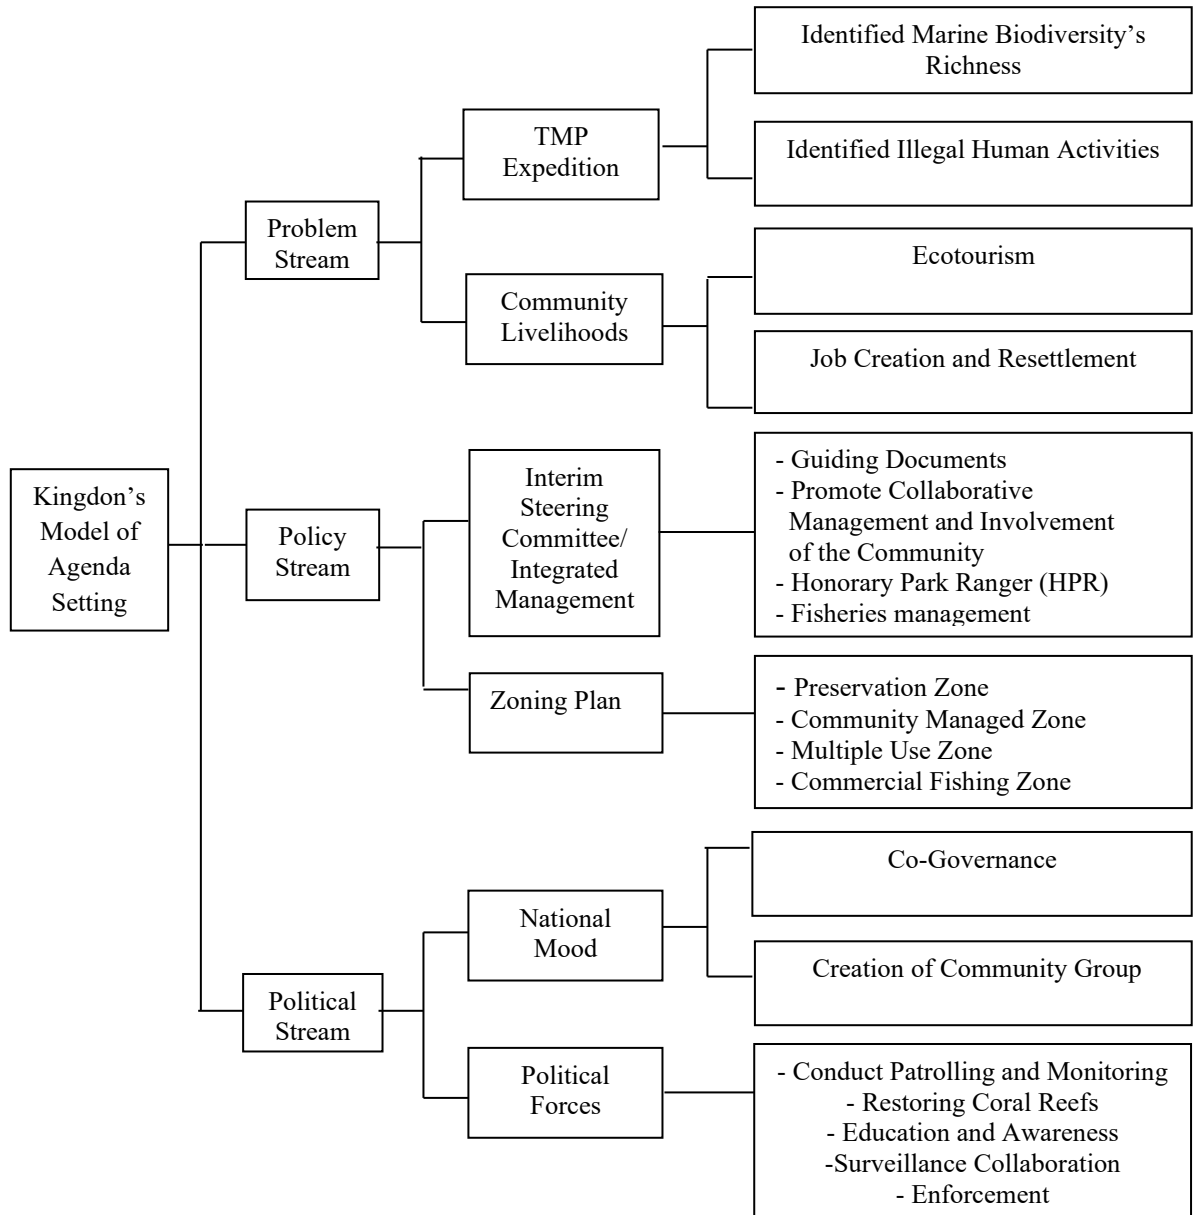 Kingdon’s
Model of
Agenda
Setting
Problem
Stream
TMP
Expedition
Identified Marine Biodiversity’s
Richness
Identified Illegal Human Activities
Community
Livelihoods
Ecotourism
Job Creation and Resettlement
Policy
Stream
Interim
Steering
Committee/
Integrated
Management
- Guiding Documents
- Promote Collaborative
Management and Involvement
of the Community
- Honorary Park Ranger (HPR)
- Fisheries management
Zoning Plan
- Preservation Zone
- Community Managed Zone
- Multiple Use Zone
- Commercial Fishing Zone
Political
Stream
National
Mood
Co-Governance
Creation of Community Group
Political
Forces
- Conduct Patrolling and Monitoring
- Restoring Coral Reefs
- Education and Awareness
-Surveillance Collaboration
- Enforcement